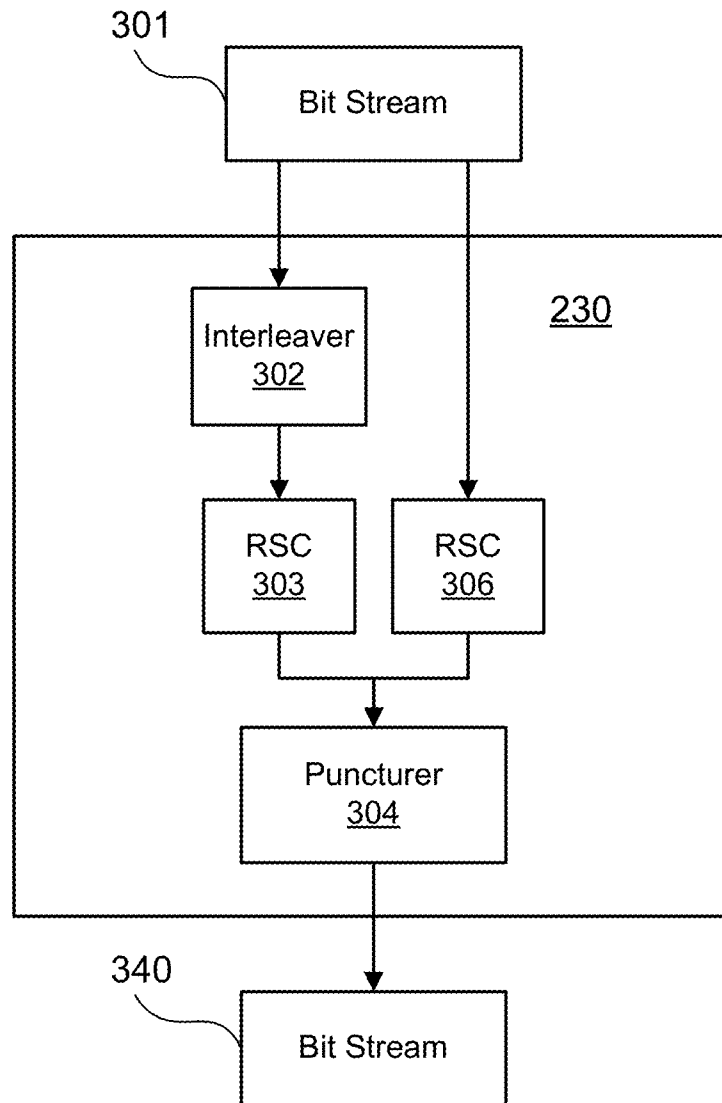 301
Bit Stream
230
Interleaver
302
RSC
303
RSC
306
Puncturer
304
340
Bit Stream